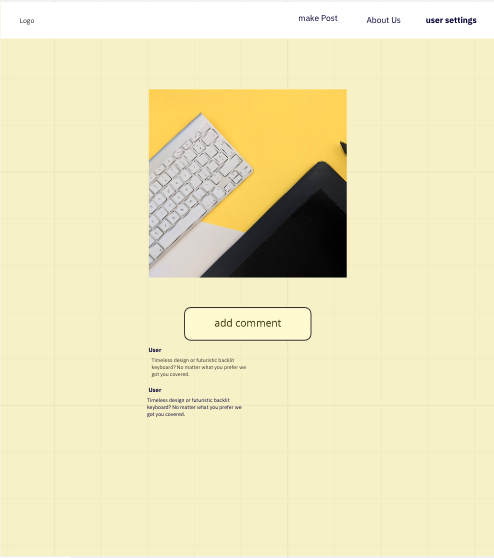 Logo
make Post
About Us
user settings
add comment
User
Timeless design or futuristic backlit
keyboard? No matter what you prefer we
got you covered.
User
Timeless design or futuristic backlit
keyboard? No matter what you prefer we
got you covered.